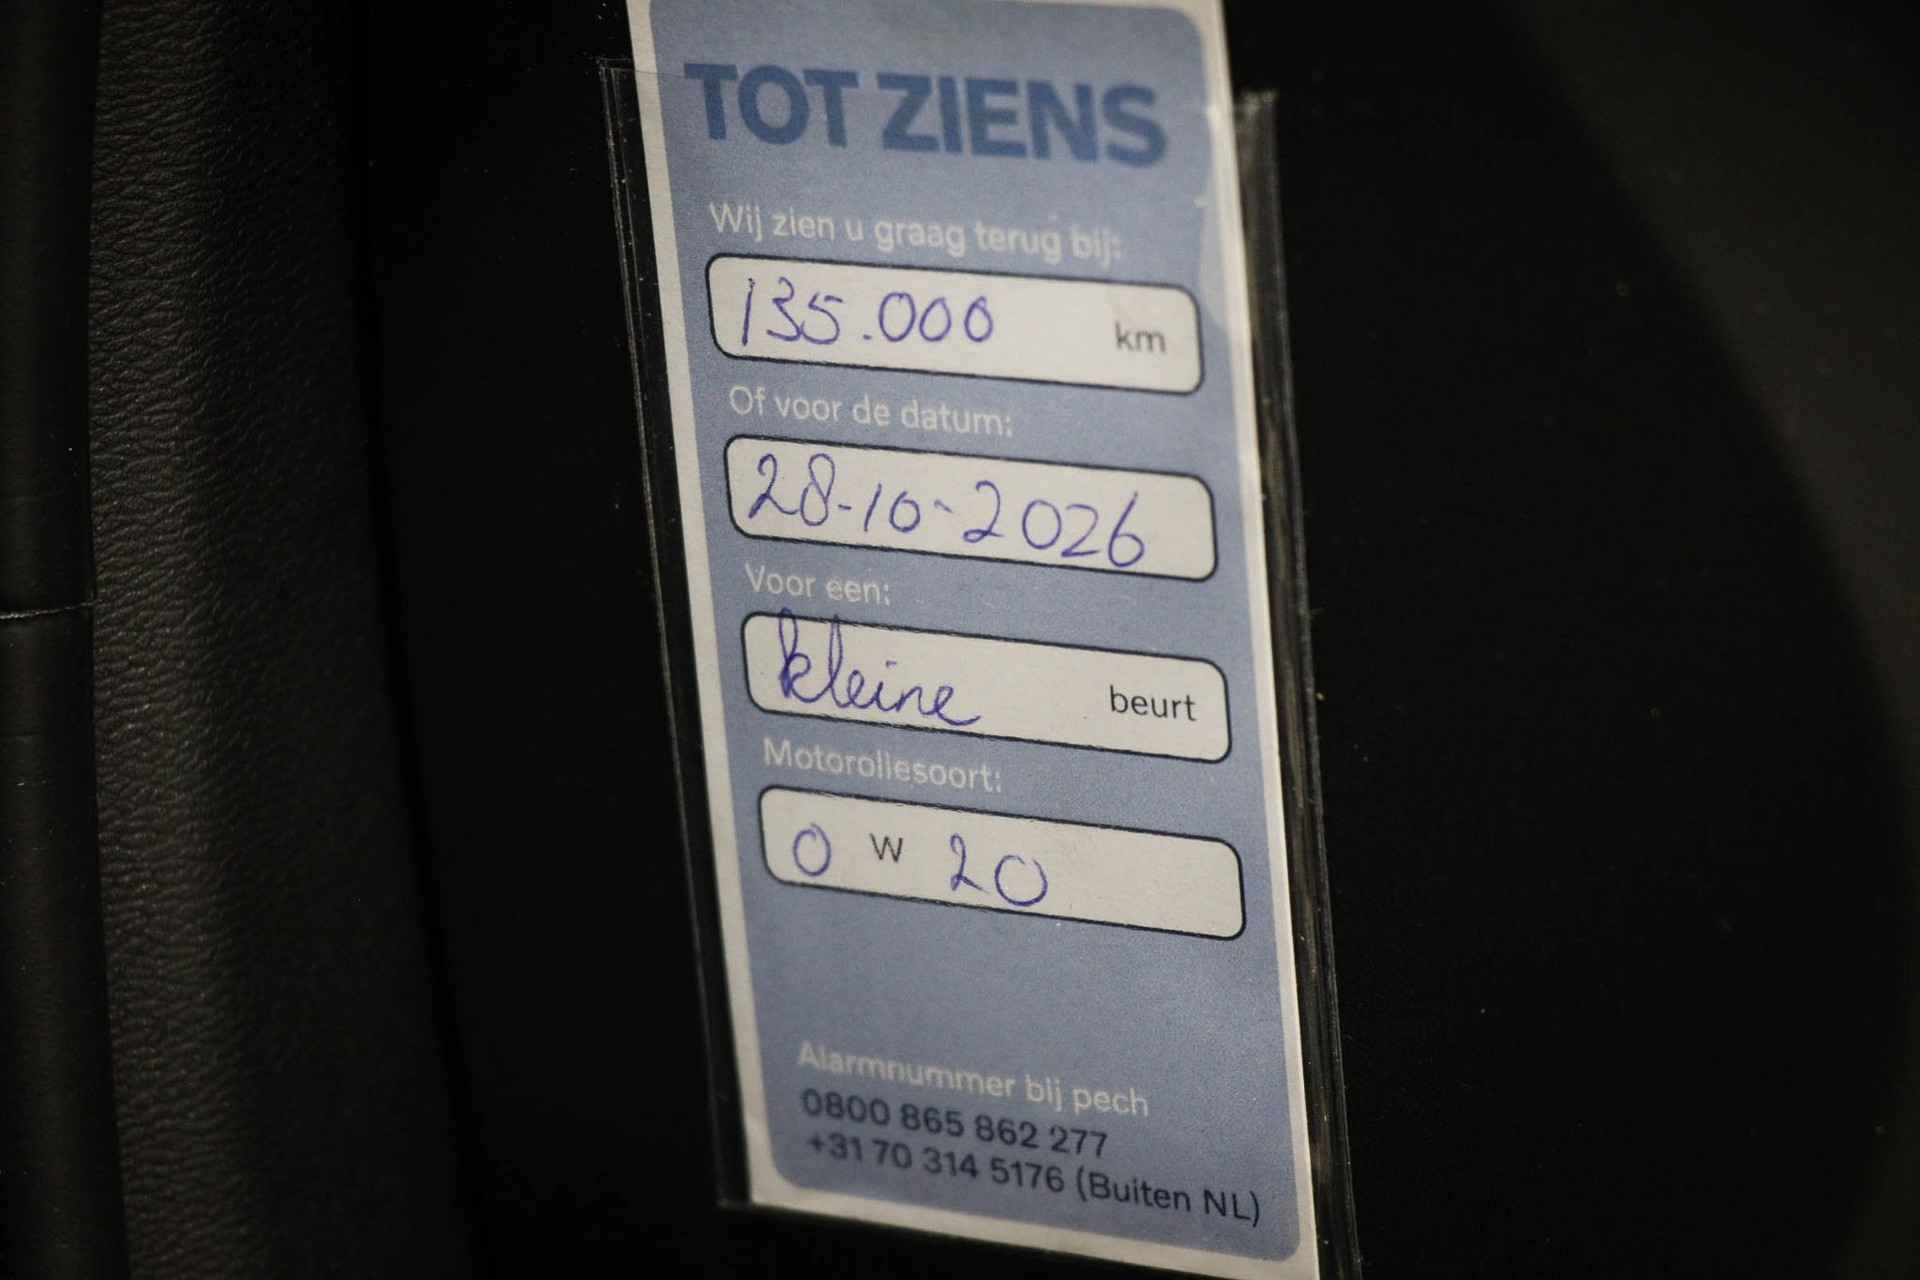 TOT ZIENS
Wij zien u graag terug bij:
135.000 km
Of voor de datum:
28-10-2026
Voor een:
kleine beurt
Motoroliesoort:
0 W 20
Alarmnummer bij pech
0800 865 862 277
+31 70 314 5176 (Buiten NL)